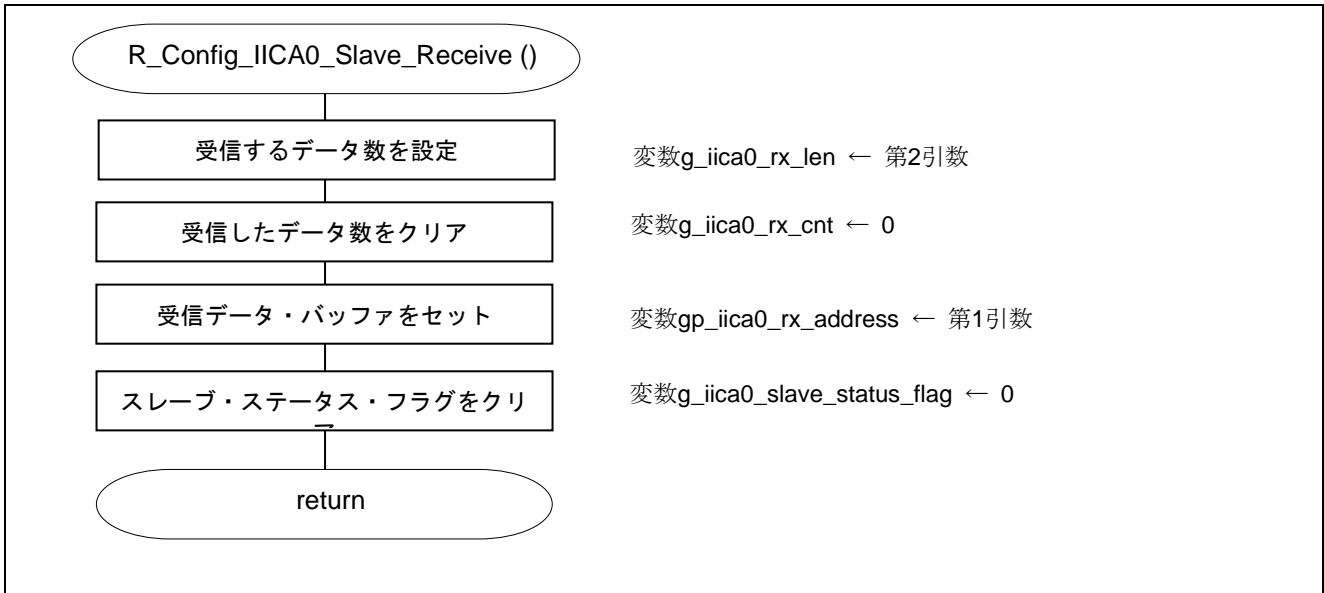 R_Config_IICA0_Slave_Receive ()
受信するデータ数を設定
変数g_iica0_rx_len ← 第2引数
受信したデータ数をクリア
変数g_iica0_rx_cnt ← 0
受信データ・バッファをセット
変数gp_iica0_rx_address ← 第1引数
スレーブ・ステータス・フラグをクリ
変数g_iica0_slave_status_flag ← 0
return